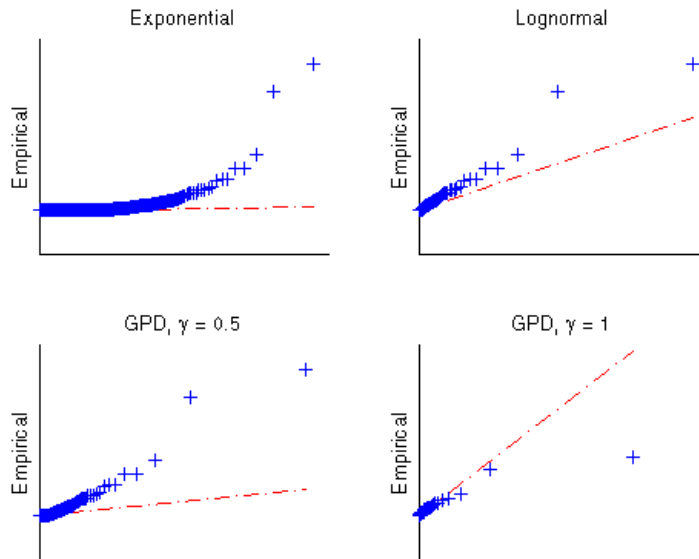 Exponential
Empirical
Lognormal
Empirical
GPD, γ = 0.5
Empirical
GPD, γ = 1
Empirical